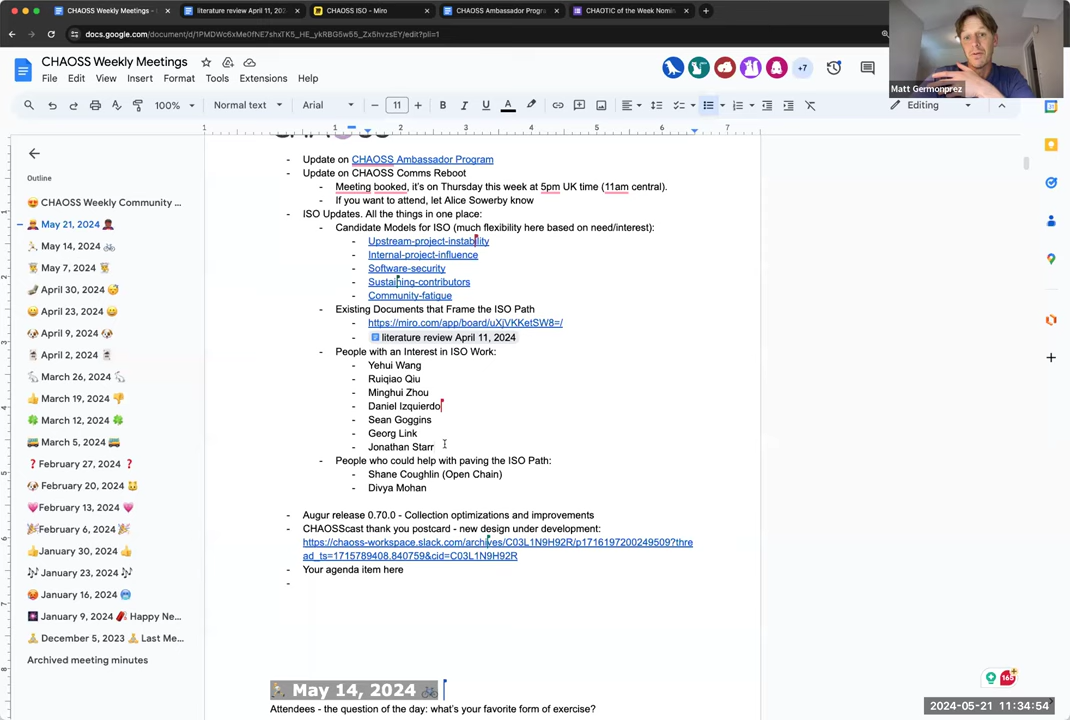 CHAOSS Weekly Meetings -
literature review April 11, 202
CHAOSS ISO - Miro
CHAOSS Ambassador Progra
CHAOTIC of the Week Nomin
docs.google.com/document/d/1PMDWc6xMe0fNE7shxTK5_HE_ykRBG5w55_Zx5hvzsEY/edit?pli=1
CHAOSS Weekly Meetings
File Edit View Insert Format Tools Extensions Help
+7
Matt Germonprez
100%
Normal text
Arial
11
B I U A
Editing
1 1 2 3 4 5 6 7
Outline
CHAOSS Weekly Community ...
May 21, 2024
May 14, 2024
May 7, 2024
April 30, 2024
April 23, 2024
April 9, 2024
April 2, 2024
March 26, 2024
March 19, 2024
March 12, 2024
March 5, 2024
February 27, 2024
February 20, 2024
February 13, 2024
February 6, 2024
January 30, 2024
January 23, 2024
January 16, 2024
January 9, 2024 Happy Ne...
December 5, 2023 Last Me...
Archived meeting minutes
- Update on CHAOSS Ambassador Program
- Update on CHAOSS Comms Reboot
- Meeting booked, it's on Thursday this week at 5pm UK time (11am central).
- If you want to attend, let Alice Sowerby know
- ISO Updates. All the things in one place:
- Candidate Models for ISO (much flexibility here based on need/interest):
- Upstream-project-instability
- Internal-project-influence
- Software-security
- Sustaining-contributors
- Community-fatigue
- Existing Documents that Frame the ISO Path
- https://miro.com/app/board/uXjVKKetSW8=/
- literature review April 11, 2024
- People with an Interest in ISO Work:
- Yehui Wang
- Ruiqiao Qiu
- Minghui Zhou
- Daniel Izquierdo
- Sean Goggins
- Georg Link
- Jonathan Starr
- People who could help with paving the ISO Path:
- Shane Coughlin (Open Chain)
- Divya Mohan
- Augur release 0.70.0 - Collection optimizations and improvements
- CHAOSScast thank you postcard - new design under development:
https://chaoss-workspace.slack.com/archives/C03L1N9H92R/p1716197200249509?thre
ad_ts=1715789408.840759&cid=C03L1N9H92R
- Your agenda item here
-
May 14, 2024
Attendees - the question of the day: what's your favorite form of exercise?
165
2024-05-21 11:34:54